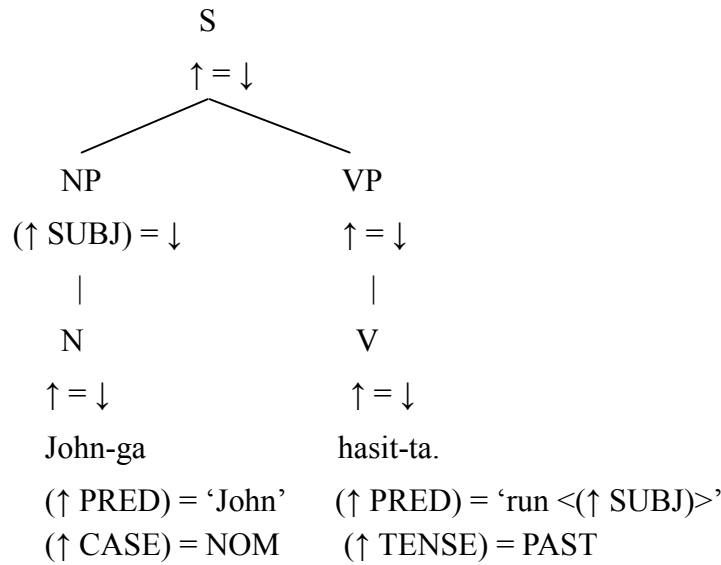 S
↑ = ↓
NP VP
(↑ SUBJ) = ↓ ↑ = ↓
| |
N V
↑ = ↓ ↑ = ↓
John-ga hasit-ta.
(↑ PRED) = ‘John’ (↑ PRED) = ‘run <(↑ SUBJ)>’
(↑ CASE) = NOM (↑ TENSE) = PAST